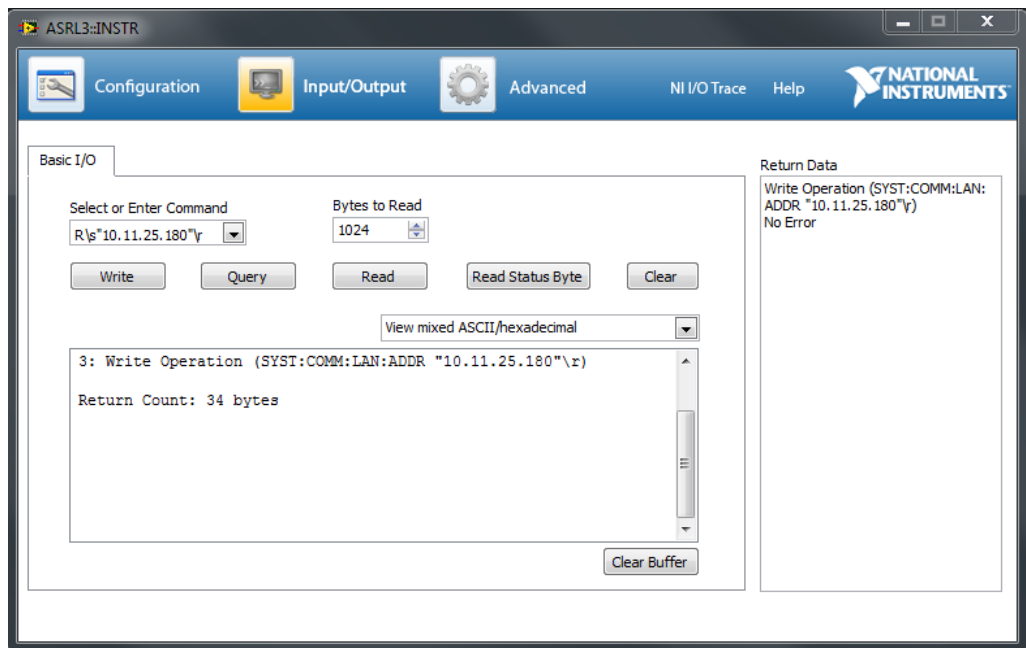 ASRL3::INSTR
Configuration
Input/Output
Advanced
NI I/O Trace
Help
NATIONAL
INSTRUMENTS
Basic I/O
Select or Enter Command
R\s"10.11.25.180"\r
Bytes to Read
1024
Write
Query
Read
Read Status Byte
Clear
View mixed ASCII/hexadecimal
3: Write Operation (SYST:COMM:LAN:ADDR "10.11.25.180"\r)
Return Count: 34 bytes
Clear Buffer
Return Data
Write Operation (SYST:COMM:LAN:
ADDR "10.11.25.180"\r)
No Error